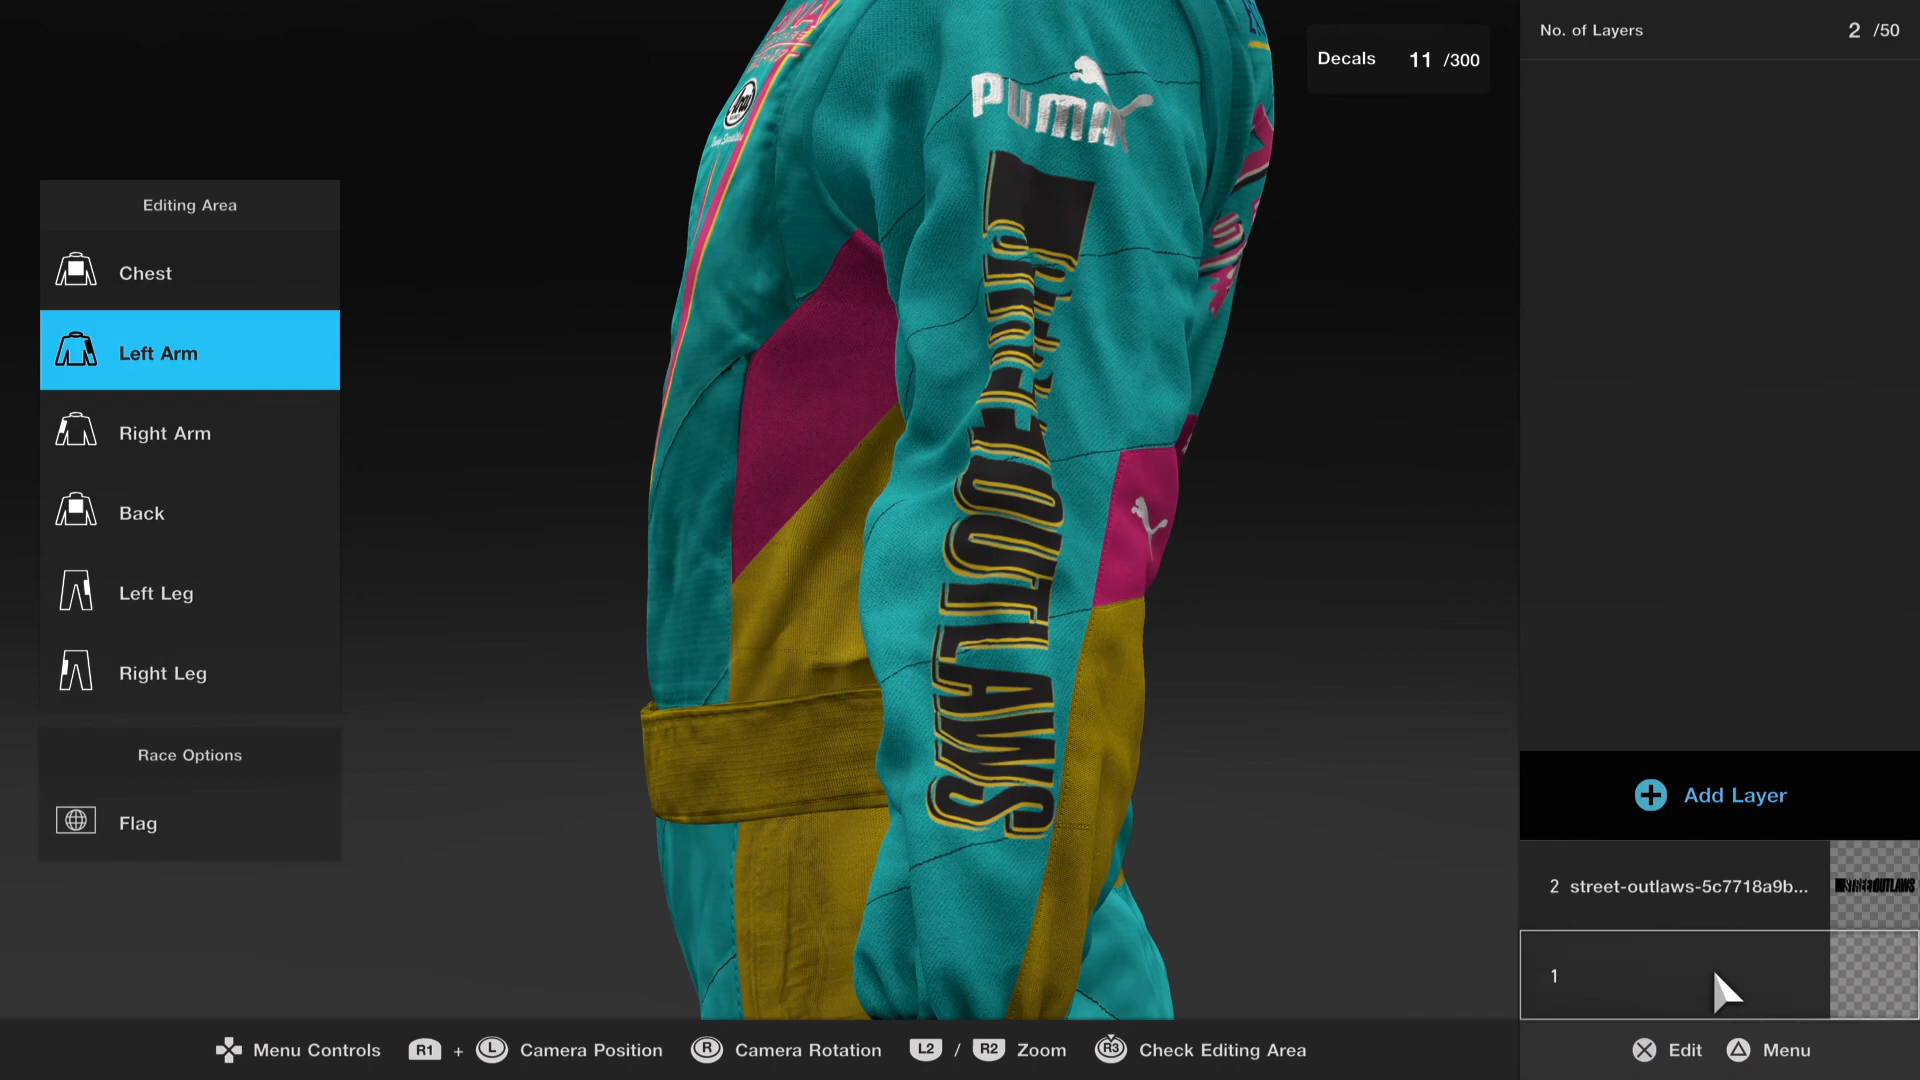 No. of Layers 2 /50
Decals 11 /300
PUMA
STREET OUTLAWS
Editing Area
Chest
Left Arm
Right Arm
Back
Left Leg
Right Leg
Race Options
Flag
Add Layer
2 street-outlaws-5c7718a9b...
STREET OUTLAWS
1
Menu Controls R1 + L Camera Position R Camera Rotation L2 / R2 Zoom R3 Check Editing Area
Edit Menu